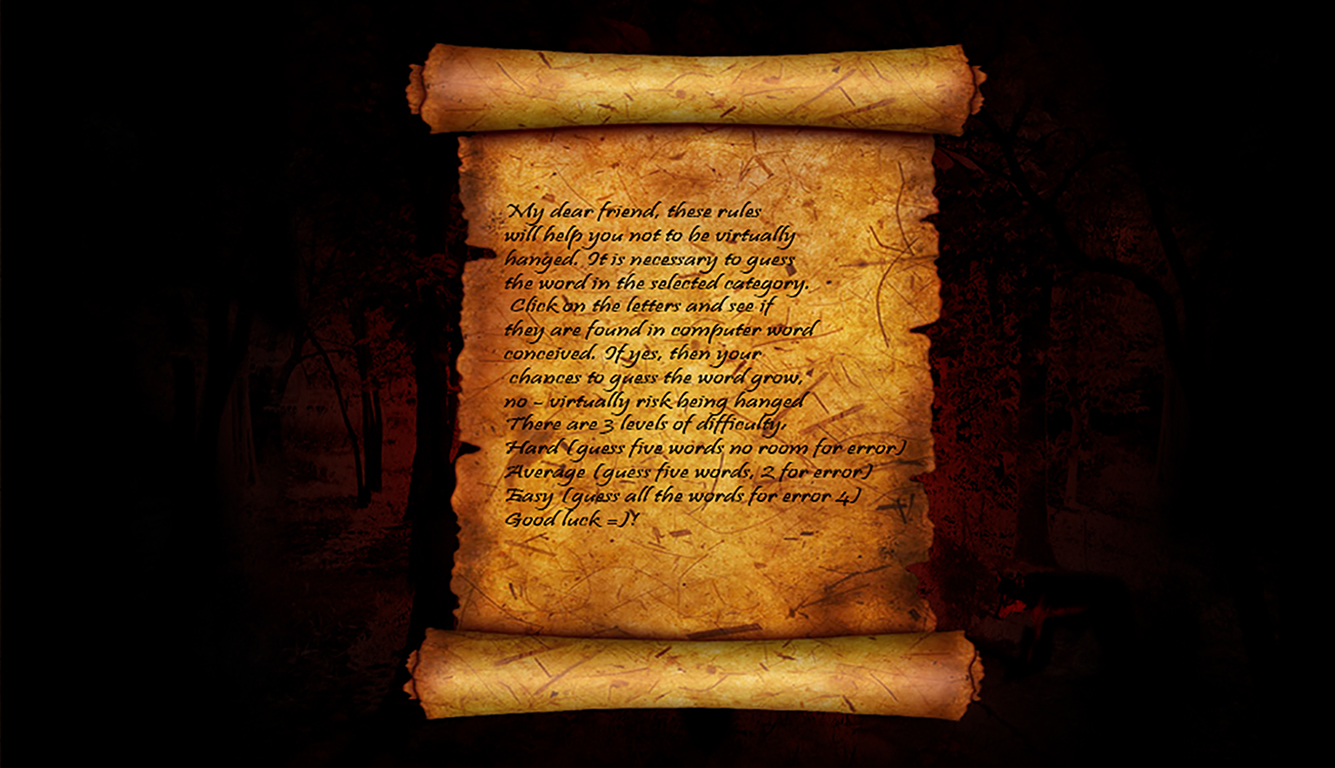 My dear friend, these rules
will help you not to be virtually
hanged. It is necessary to guess
the word in the selected category.
Click on the letters and see if
they are found in computer word
conceived. If yes, then your
chances to guess the word grow,
no - virtually risk being hanged
There are 3 levels of difficulty,
Hard (guess five words no room for error)
Average (guess five words, 2 for error)
Easy (guess all the words for error 4)
Good luck =)!